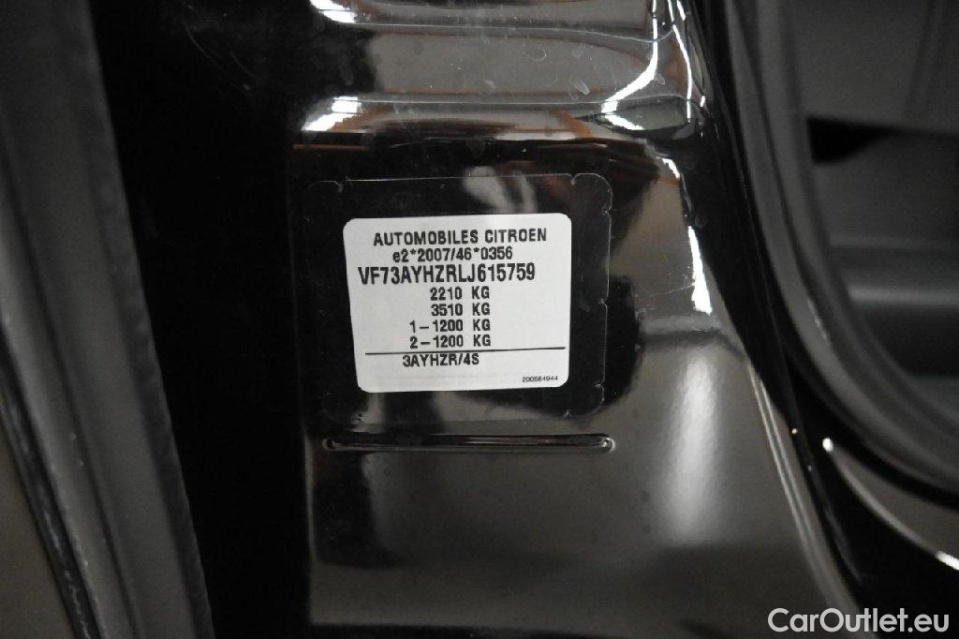 AUTOMOBILES CITROEN
e2*2007/46*0356
VF73AYHZRLJ615759
2210 KG
3510 KG
1-1200 KG
2-1200 KG
3AYHZR/4S
200584944
CarOutlet.eu